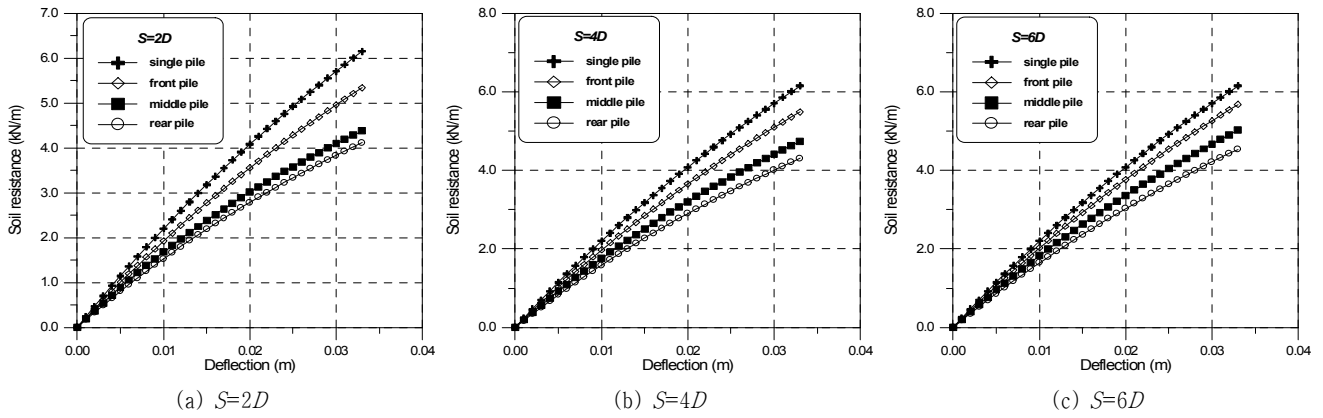 7.0
6.0
5.0
4.0
3.0
2.0
1.0
0.0
Soil resistance (kN/m)
S=2D
single pile
front pile
middle pile
rear pile
0.00
0.01
0.02
0.03
0.04
Deflection (m)
(a) S=2D
8.0
6.0
4.0
2.0
0.0
Soil resistance (kN/m)
S=4D
single pile
front pile
middle pile
rear pile
0.00
0.01
0.02
0.03
0.04
Deflection (m)
(b) S=4D
8.0
6.0
4.0
2.0
0.0
Soil resistance (kN/m)
S=6D
single pile
front pile
middle pile
rear pile
0.00
0.01
0.02
0.03
0.04
Deflection (m)
(c) S=6D